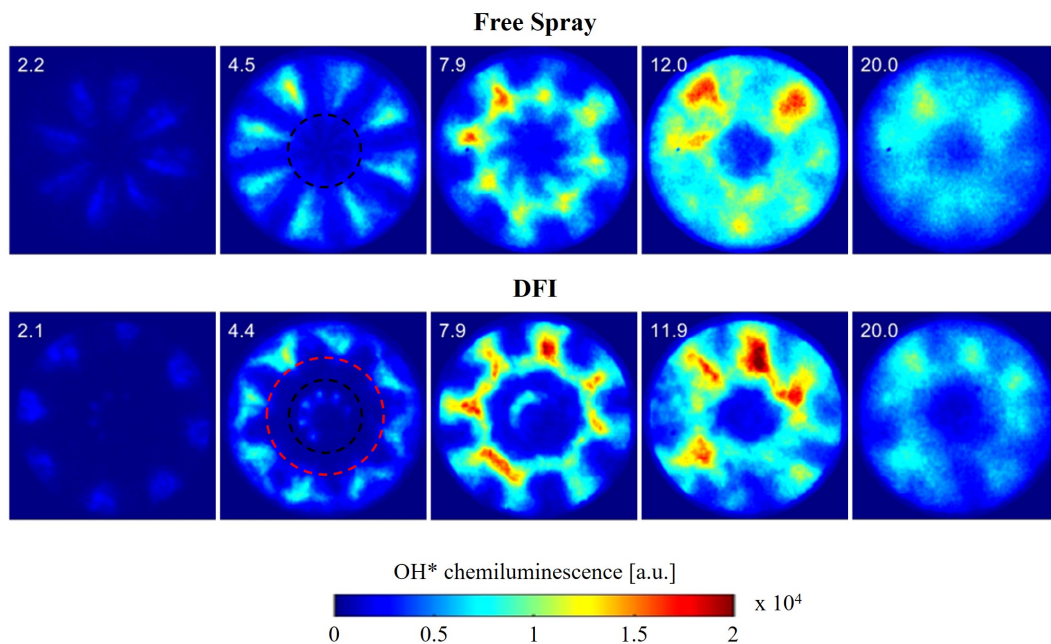 Free Spray
2.2 4.5 7.9 12.0 20.0
DFI
2.1 4.4 7.9 11.9 20.0
OH* chemiluminescence [a.u.]
x 10⁴
0 0.5 1 1.5 2